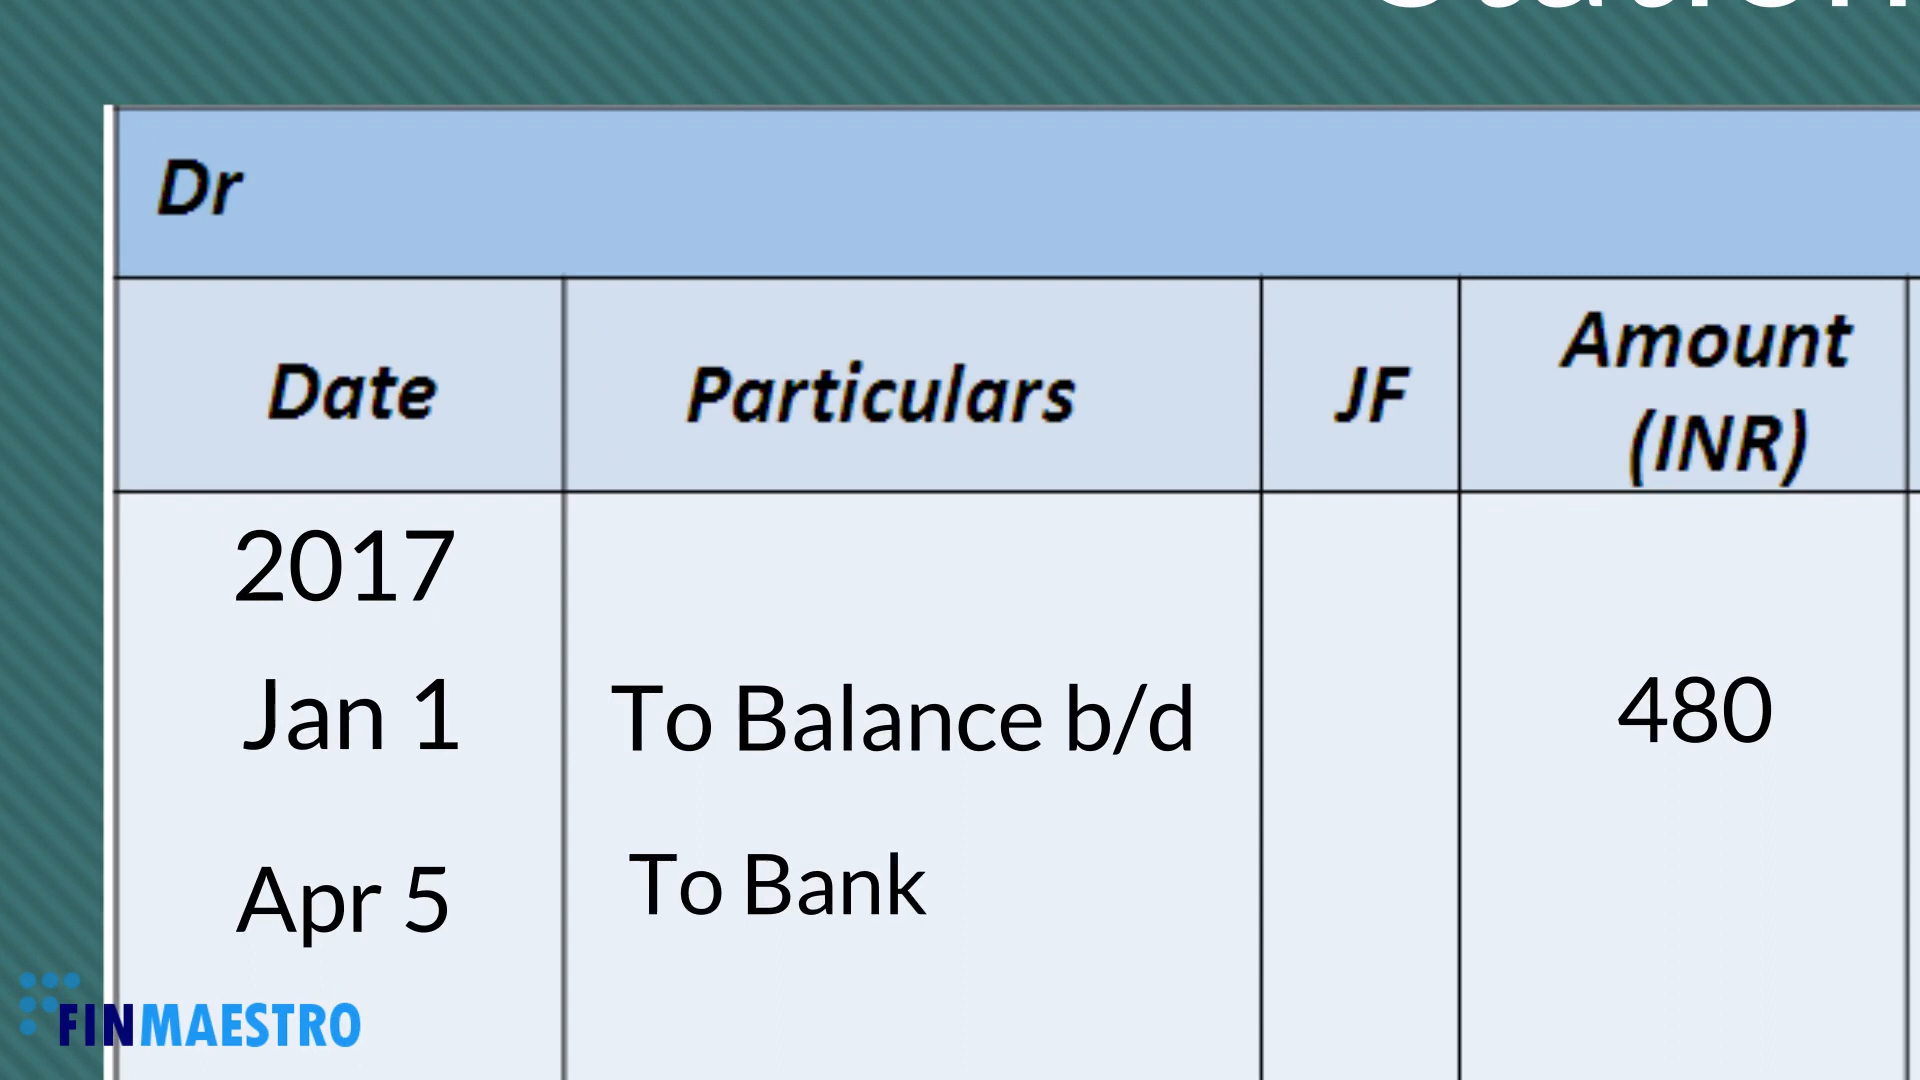 Dr
Date Particulars JF Amount (INR)
2017
Jan 1 To Balance b/d 480
Apr 5 To Bank
FINMAESTRO